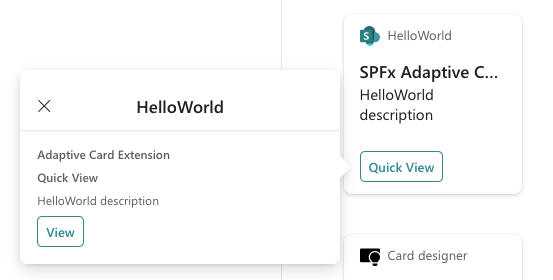 HelloWorld
Adaptive Card Extension
Quick View
HelloWorld description
View
S HelloWorld
SPFx Adaptive C...
HelloWorld
description
Quick View
Card designer